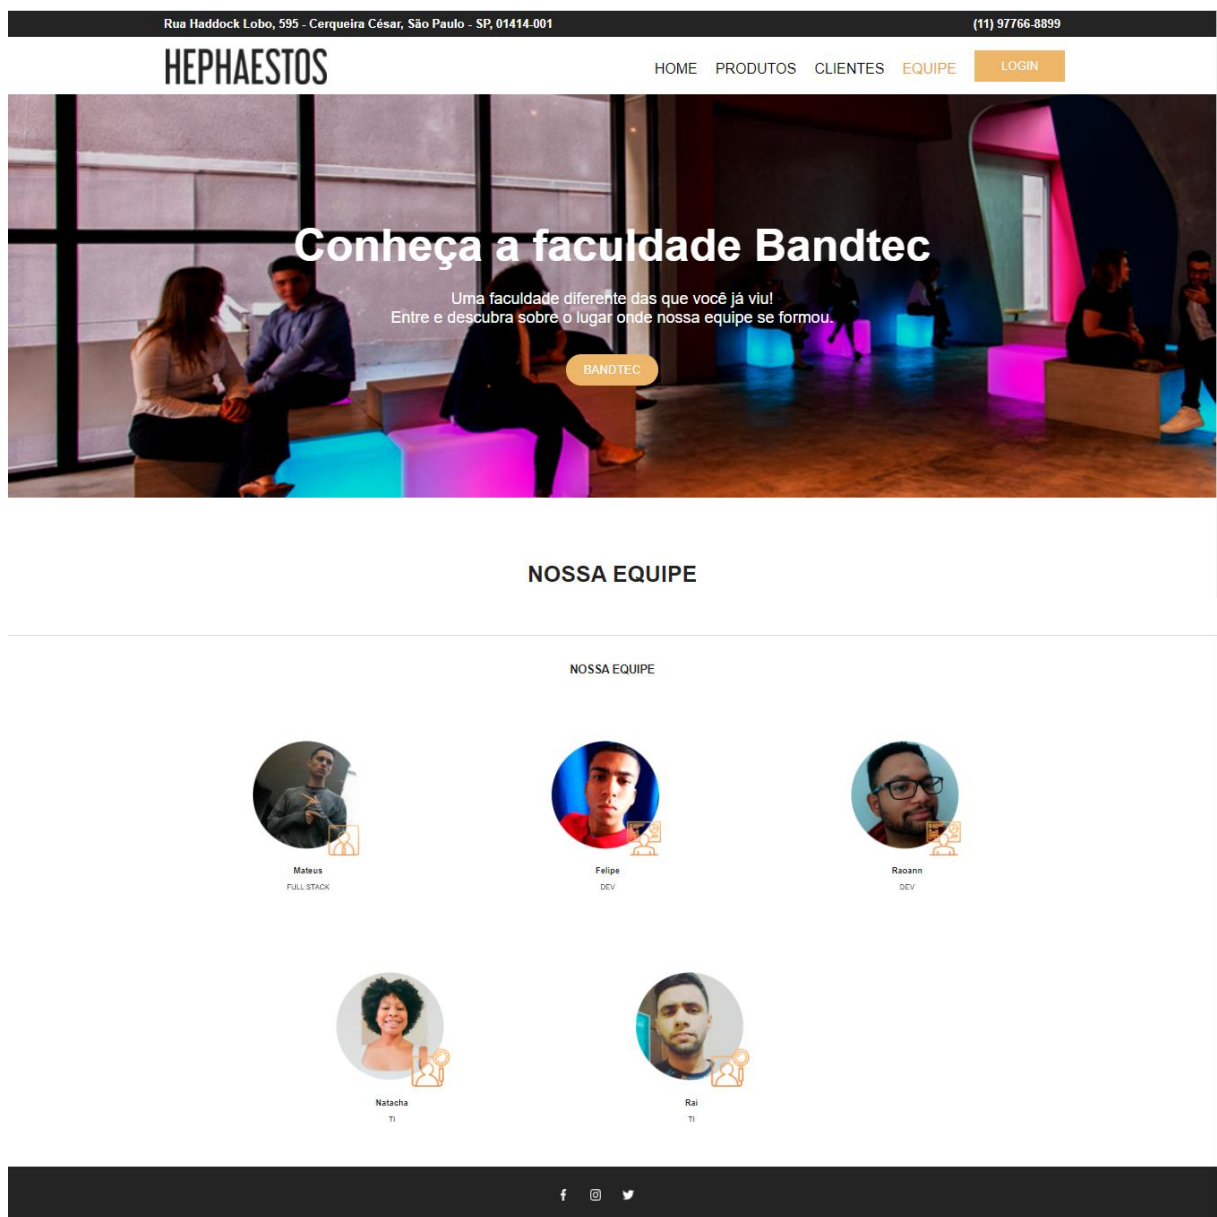 Rua Haddock Lobo, 595 - Cerqueira César, São Paulo - SP, 01414-001
(11) 97766-8899
HEPHAESTOS
HOME PRODUTOS CLIENTES EQUIPE LOGIN
Conheça a faculdade Bandtec
Uma faculdade diferente das que você já viu!
Entre e descubra sobre o lugar onde nossa equipe se formou.
BANDTEC
NOSSA EQUIPE
NOSSA EQUIPE
Mateus
FULL STACK
Felipe
DEV
Raoann
DEV
Natacha
TI
Rai
TI